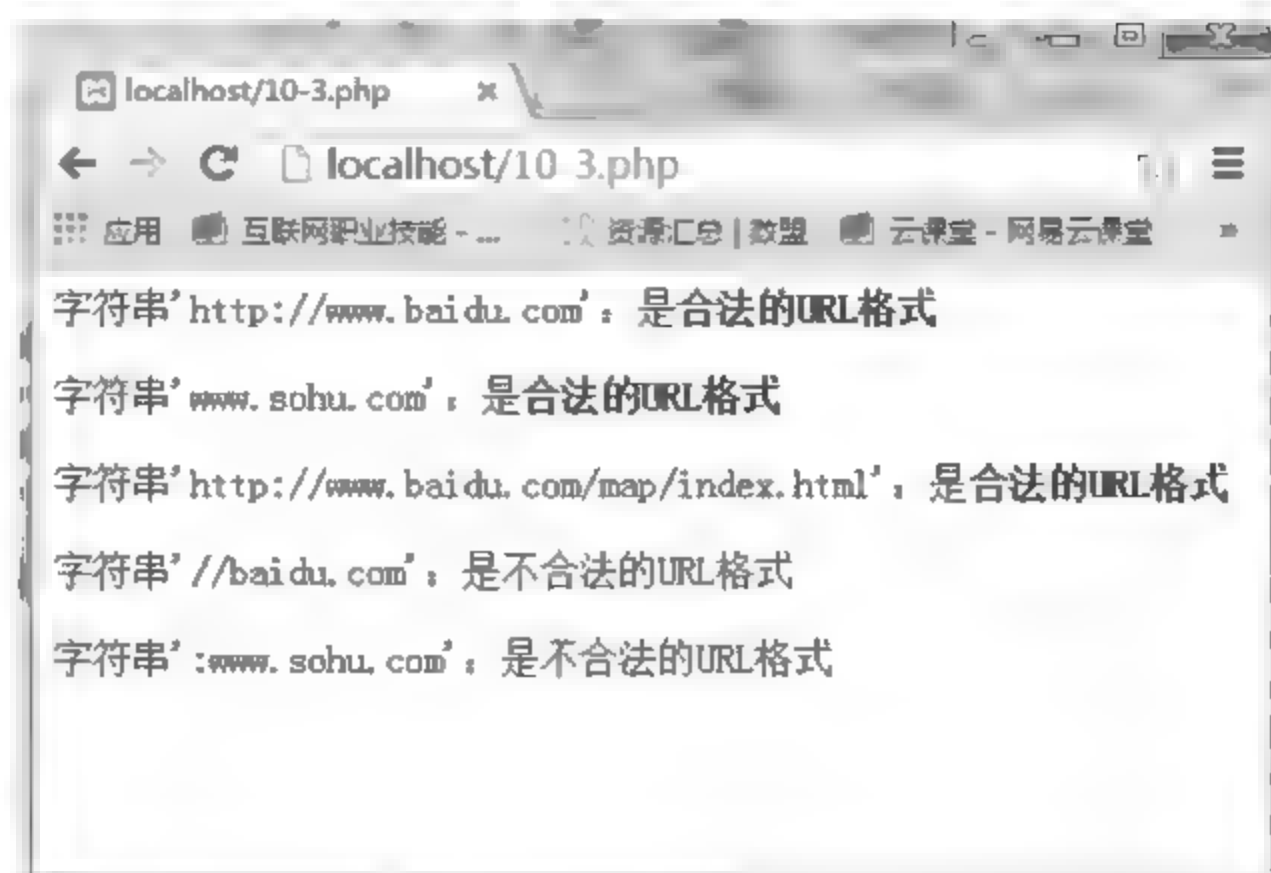 localhost/10-3.php
localhost/10-3.php
应用 互联网职业技能 - ... 资源汇总 | 数盟 云课堂 - 网易云课堂 »
字符串'http://www.baidu.com'：是合法的URL格式
字符串'www.sohu.com'：是合法的URL格式
字符串'http://www.baidu.com/map/index.html'：是合法的URL格式
字符串'//baidu.com'：是不合法的URL格式
字符串':www.sohu.com'：是不合法的URL格式